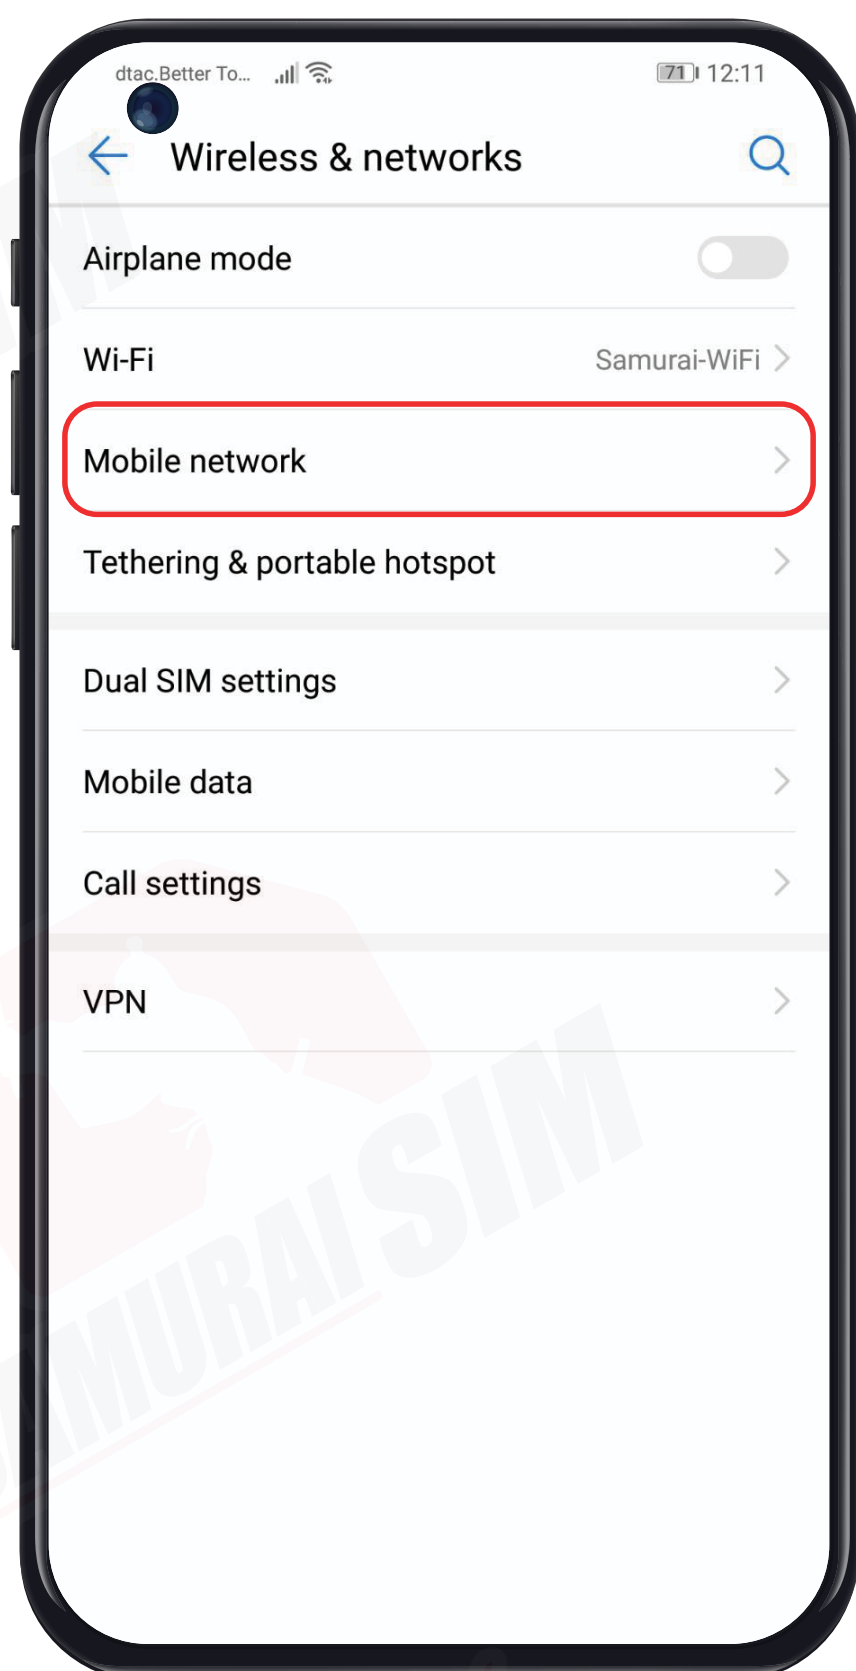 dtac.Better To... 71 12:11
Wireless & networks
Airplane mode
Wi-Fi Samurai-WiFi
Mobile network
Tethering & portable hotspot
Dual SIM settings
Mobile data
Call settings
VPN
SAMURAI SIM